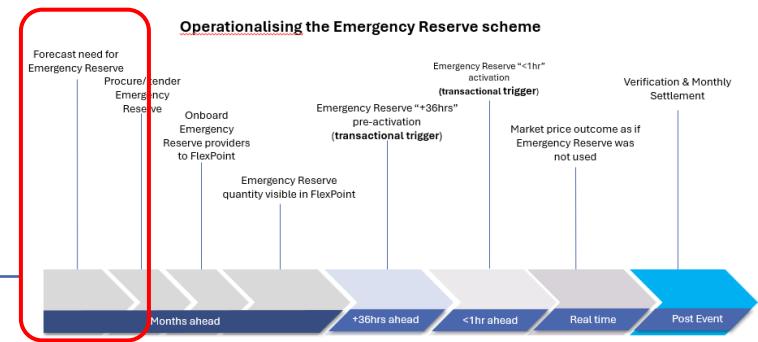 Operationalising the Emergency Reserve scheme
Forecast need for
Emergency Reserve
Procure/tender
Emergency
Reserve
Onboard
Emergency
Reserve providers
to FlexPoint
Emergency Reserve
quantity visible in FlexPoint
Emergency Reserve “+36hrs”
pre-activation
(transactional trigger)
Emergency Reserve “<1hr”
activation
(transactional trigger)
Market price outcome as if
Emergency Reserve was
not used
Verification & Monthly
Settlement
Months ahead
+36hrs ahead
<1hr ahead
Real time
Post Event